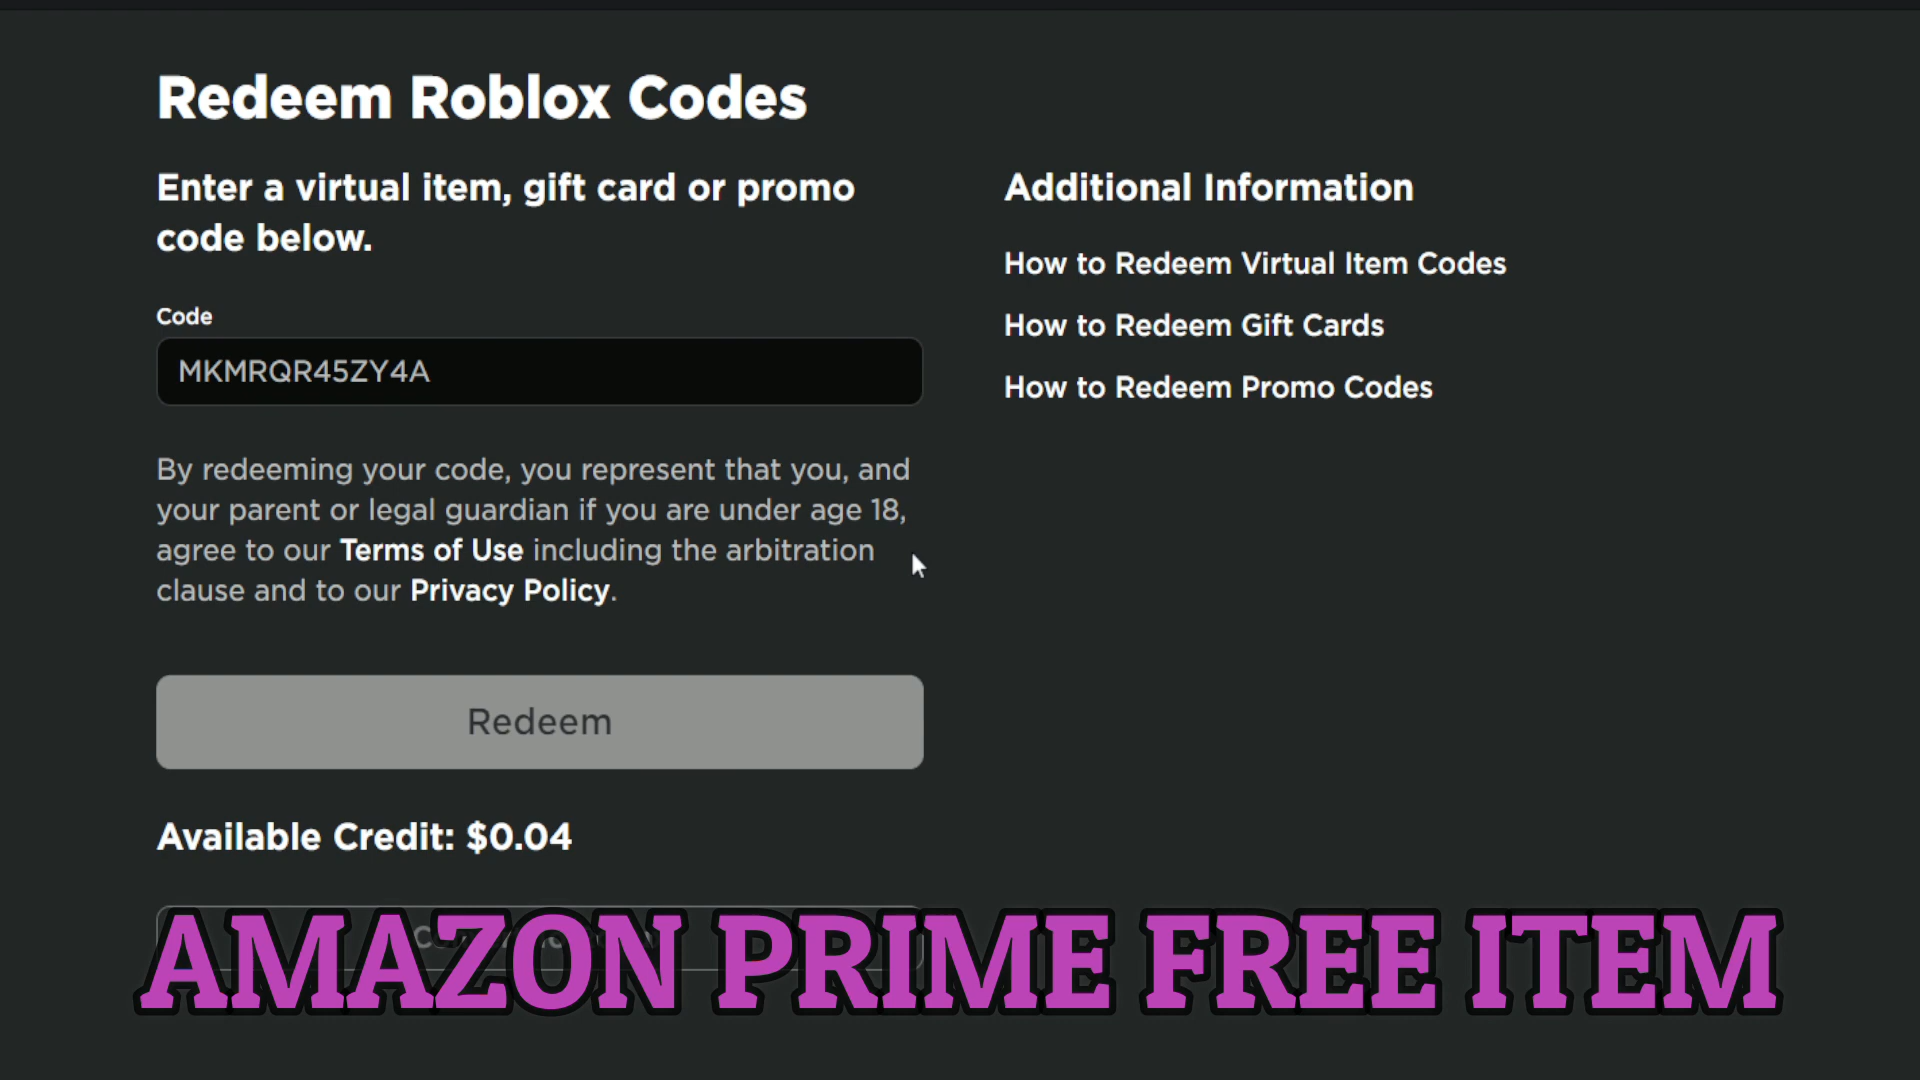 Redeem Roblox Codes
Enter a virtual item, gift card or promo
code below.
Code
MKMRQR45ZY4A
By redeeming your code, you represent that you, and
your parent or legal guardian if you are under age 18,
agree to our Terms of Use including the arbitration
clause and to our Privacy Policy.
Redeem
Available Credit: $0.04
AMAZON PRIME FREE ITEM
Additional Information
How to Redeem Virtual Item Codes
How to Redeem Gift Cards
How to Redeem Promo Codes